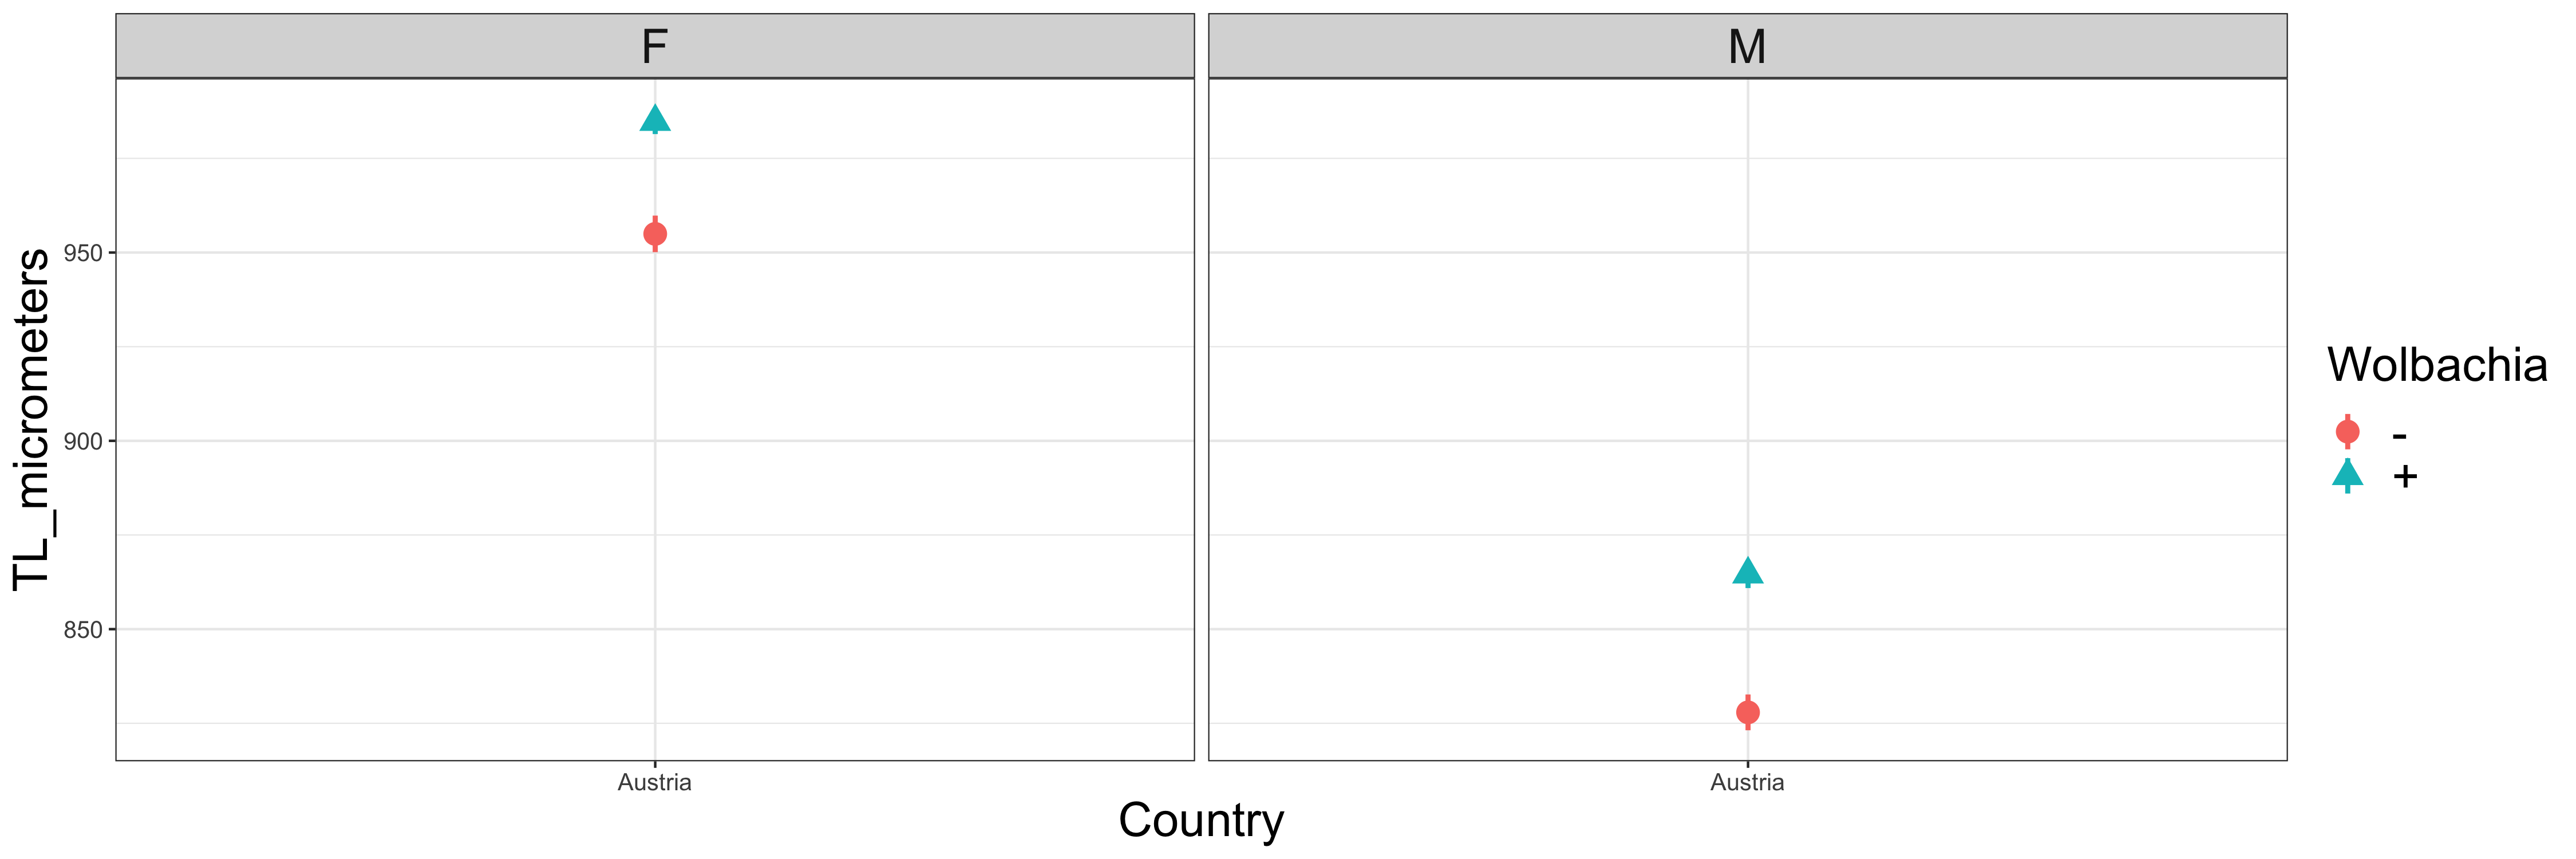 F
M
TL_micrometers
950
900
850
Austria
Austria
Country
Wolbachia
-
+